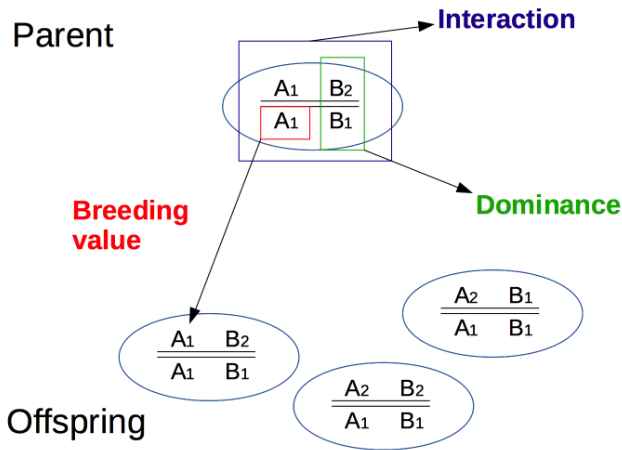 Parent
Interaction
A1 B2
A1 B1
Breeding
value
Dominance
A2 B1
A1 B1
A1 B2
A1 B1
A2 B2
A1 B1
Offspring